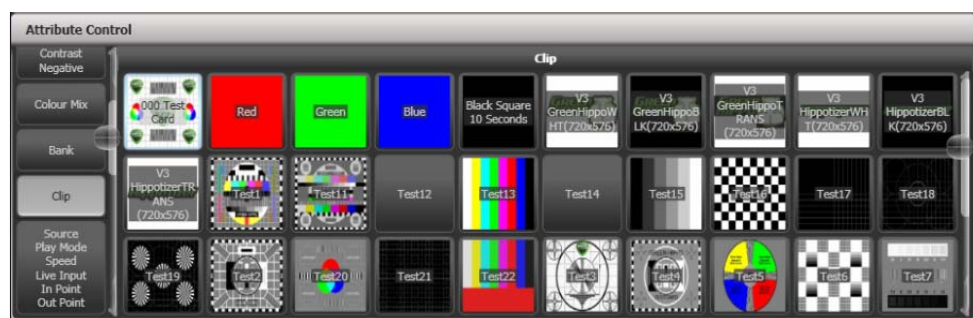 Attribute Control
Contrast
Negative
Colour Mix
Bank
Clip
Source
Play Mode
Speed
Live Input
In Point
Out Point
Clip
000 Test
Card
Red
Green
Blue
Black Square
10 Seconds
V3
GreenHippoW
HT(720x576)
V3
GreenHippoB
LK(720x576)
V3
GreenHippoT
RANS
(720x576)
V3
HippotizerWH
T(720x576)
V3
HippotizerBL
K(720x576)
V3
HippotizerTR
ANS
(720x576)
Test1
Test11
Test12
Test13
Test14
Test15
Test16
Test17
Test18
Test19
Test2
Test20
Test21
Test22
Test3
Test4
Test5
Test6
Test7